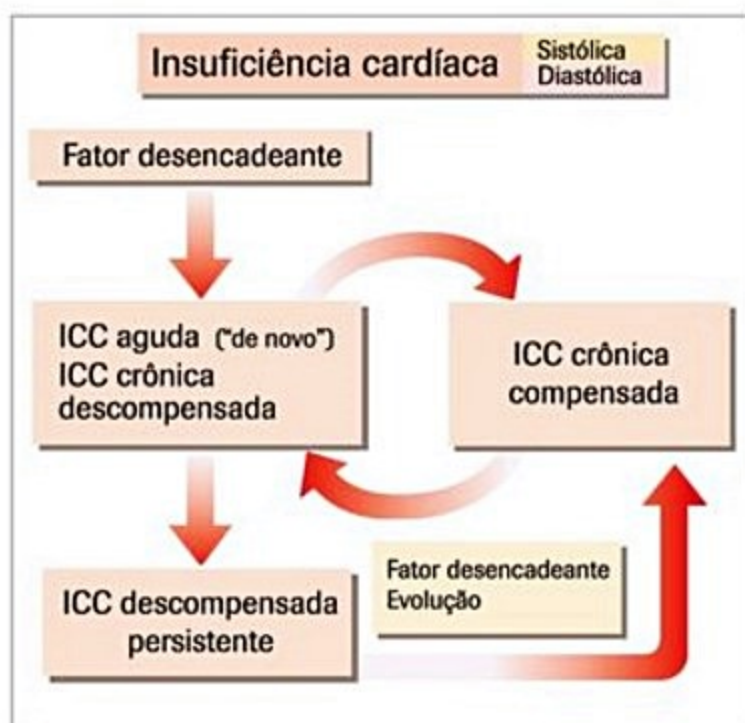 Insuficiência cardíaca
Sistólica
Diastólica
Fator desencadeante
ICC aguda ("de novo")
ICC crônica
descompensada
ICC crônica
compensada
ICC descompensada
persistente
Fator desencadeante
Evolução